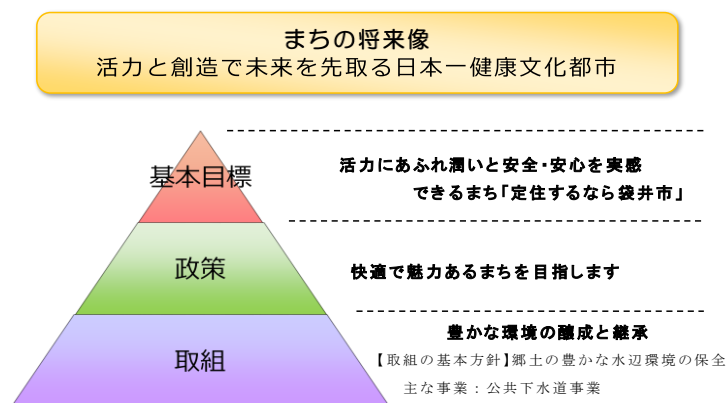 まちの将来像
活力と創造で未来を先取る日本一健康文化都市
基本目標
活力にあふれ潤いと安全・安心を実感
できるまち「定住するなら袋井市」
政策
快適で魅力あるまちを目指します
取組
豊かな環境の醸成と継承
【取組の基本方針】郷土の豊かな水辺環境の保全
主な事業：公共下水道事業